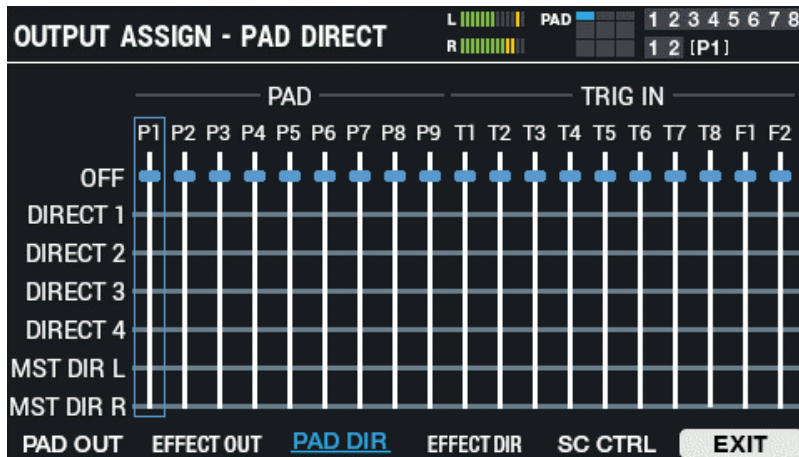 OUTPUT ASSIGN - PAD DIRECT
L PAD 1 2 3 4 5 6 7 8
R 1 2 [P1]
PAD TRIG IN
P1 P2 P3 P4 P5 P6 P7 P8 P9 T1 T2 T3 T4 T5 T6 T7 T8 F1 F2
OFF
DIRECT 1
DIRECT 2
DIRECT 3
DIRECT 4
MST DIR L
MST DIR R
PAD OUT EFFECT OUT PAD DIR EFFECT DIR SC CTRL EXIT